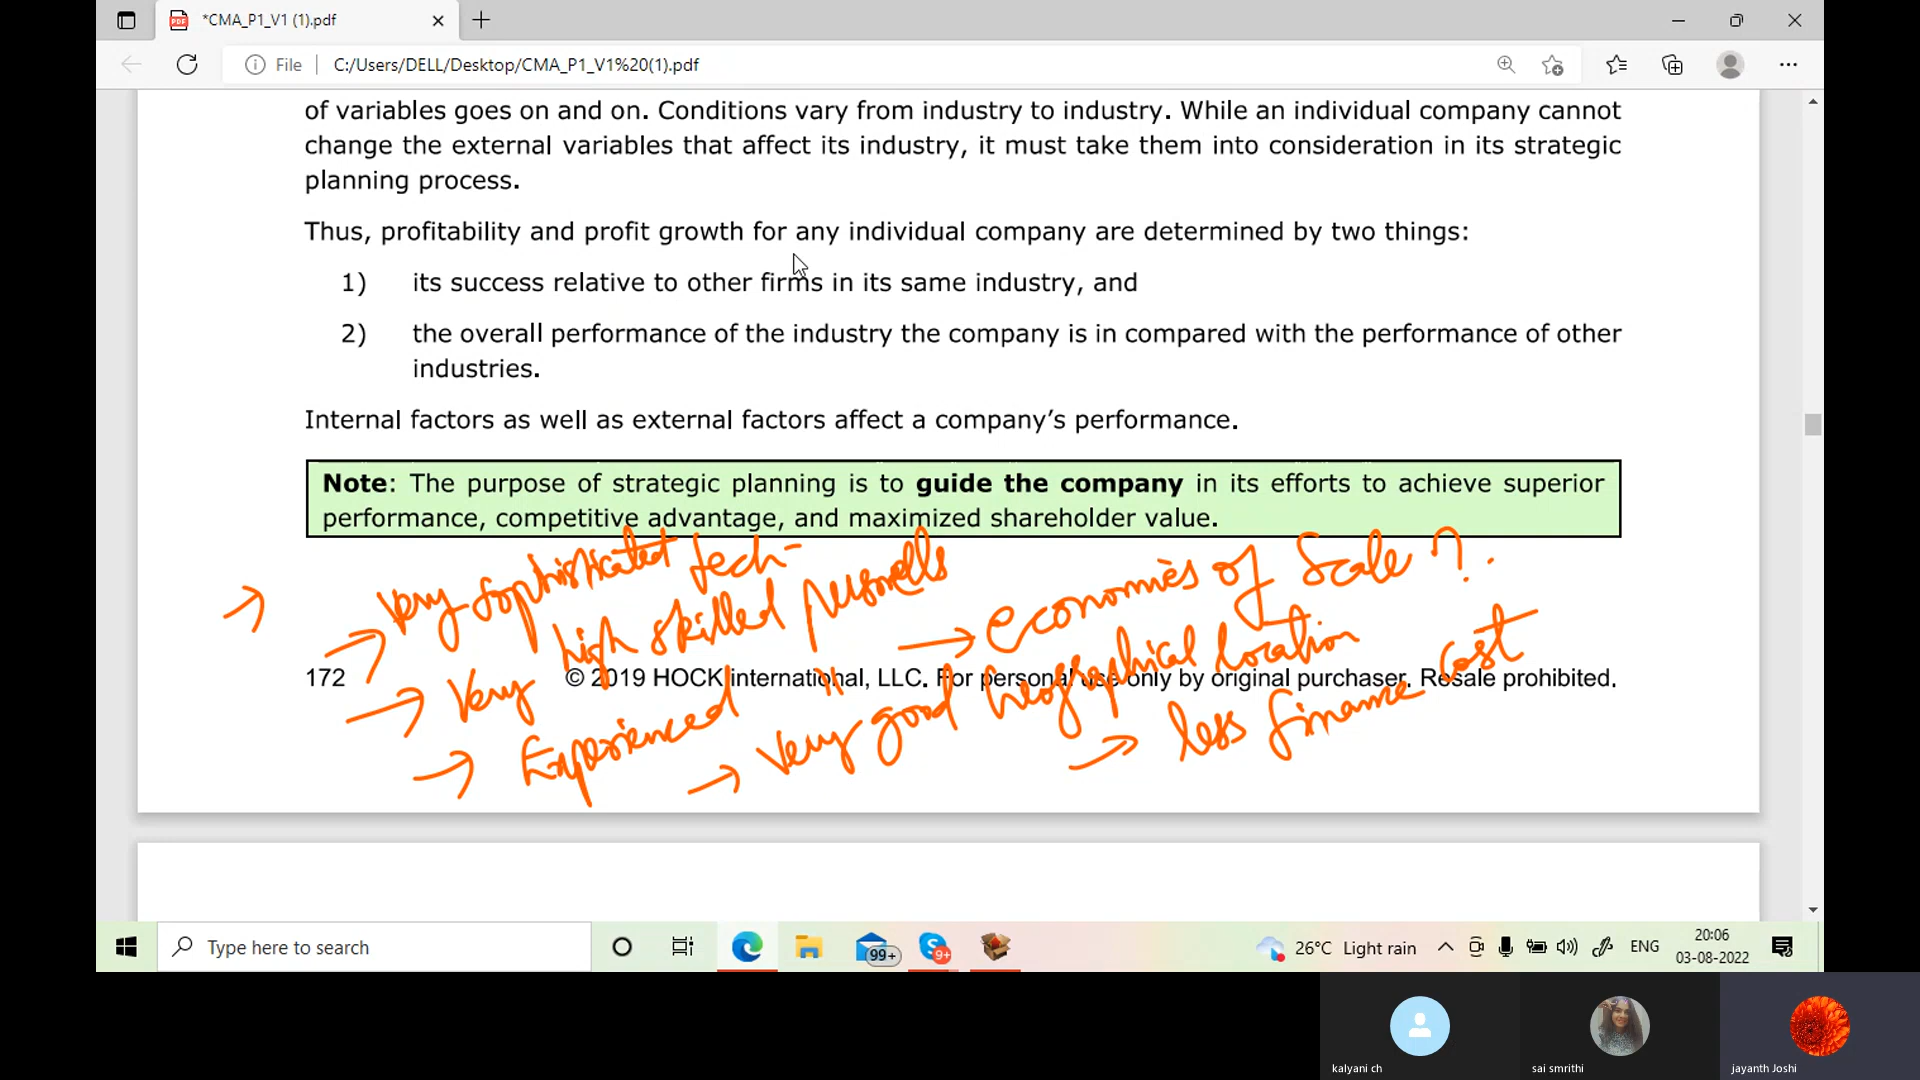 *CMA_P1_V1 (1).pdf
File
C:/Users/DELL/Desktop/CMA_P1_V1%20(1).pdf
of variables goes on and on. Conditions vary from industry to industry. While an individual company cannot
change the external variables that affect its industry, it must take them into consideration in its strategic
planning process.
Thus, profitability and profit growth for any individual company are determined by two things:
1) its success relative to other firms in its same industry, and
2) the overall performance of the industry the company is in compared with the performance of other
industries.
Internal factors as well as external factors affect a company's performance.
Note: The purpose of strategic planning is to guide the company in its efforts to achieve superior
performance, competitive advantage, and maximized shareholder value.
→
→ Very sophisticated tech-
→ Very high skilled personells
→ Experienced "
→ economies of Scale ?.
→ Very good geographical location
→ less finance cost
172 © 2019 HOCK international, LLC. For personal use only by original purchaser. Resale prohibited.
Type here to search
99+
9+
26°C Light rain
ENG
20:06
03-08-2022
kalyani ch
sai smrithi
jayanth Joshi